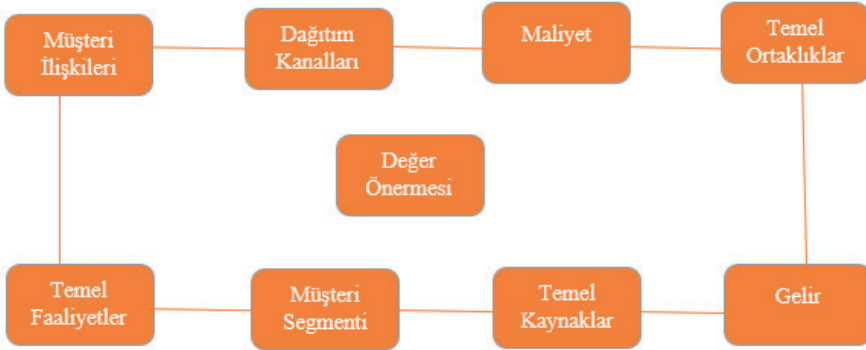 Müşteri
İlişkileri
Dağıtım
Kanalları
Maliyet
Temel
Ortaklıklar
Değer
Önermesi
Temel
Faaliyetler
Müşteri
Segmenti
Temel
Kaynaklar
Gelir